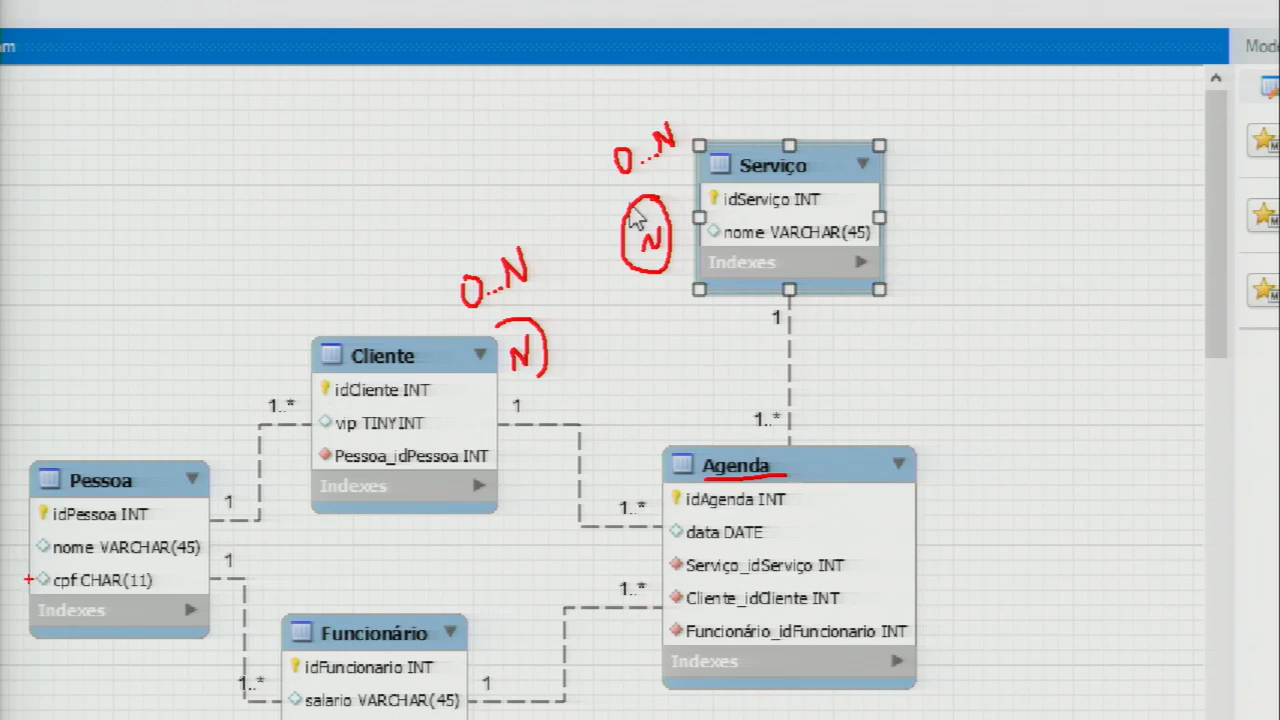 am
Mode
0...N
Serviço
idServiço INT
nome VARCHAR(45)
Indexes
N
0...N
N
1
1..*
Cliente
idCliente INT
vip TINYINT
Pessoa_idPessoa INT
Indexes
1..*
1
1..*
Pessoa
idPessoa INT
nome VARCHAR(45)
+ cpf CHAR(11)
Indexes
1
1
1..*
Agenda
idAgenda INT
data DATE
Serviço_idServiço INT
Cliente_idCliente INT
Funcionário_idFuncionario INT
Indexes
1..*
Funcionário
idFuncionario INT
salario VARCHAR(45)
1